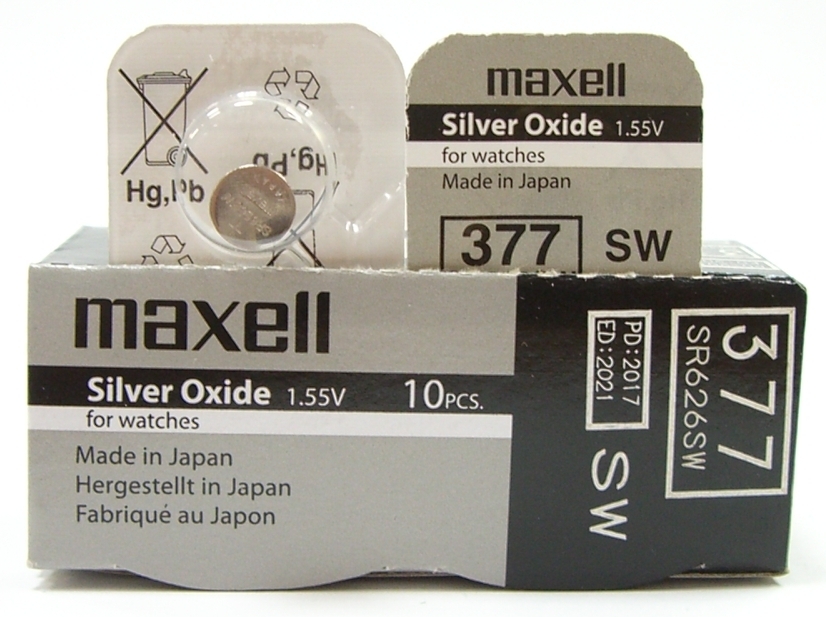 Hg,Pb
Hg,Pb
maxell
Silver Oxide 1.55V
for watches
Made in Japan
377 SW
maxell
Silver Oxide 1.55V 10PCS.
for watches
Made in Japan
Hergestellt in Japan
Fabriqué au Japon
377
SR626SW
PD:2017
ED:2021
SW